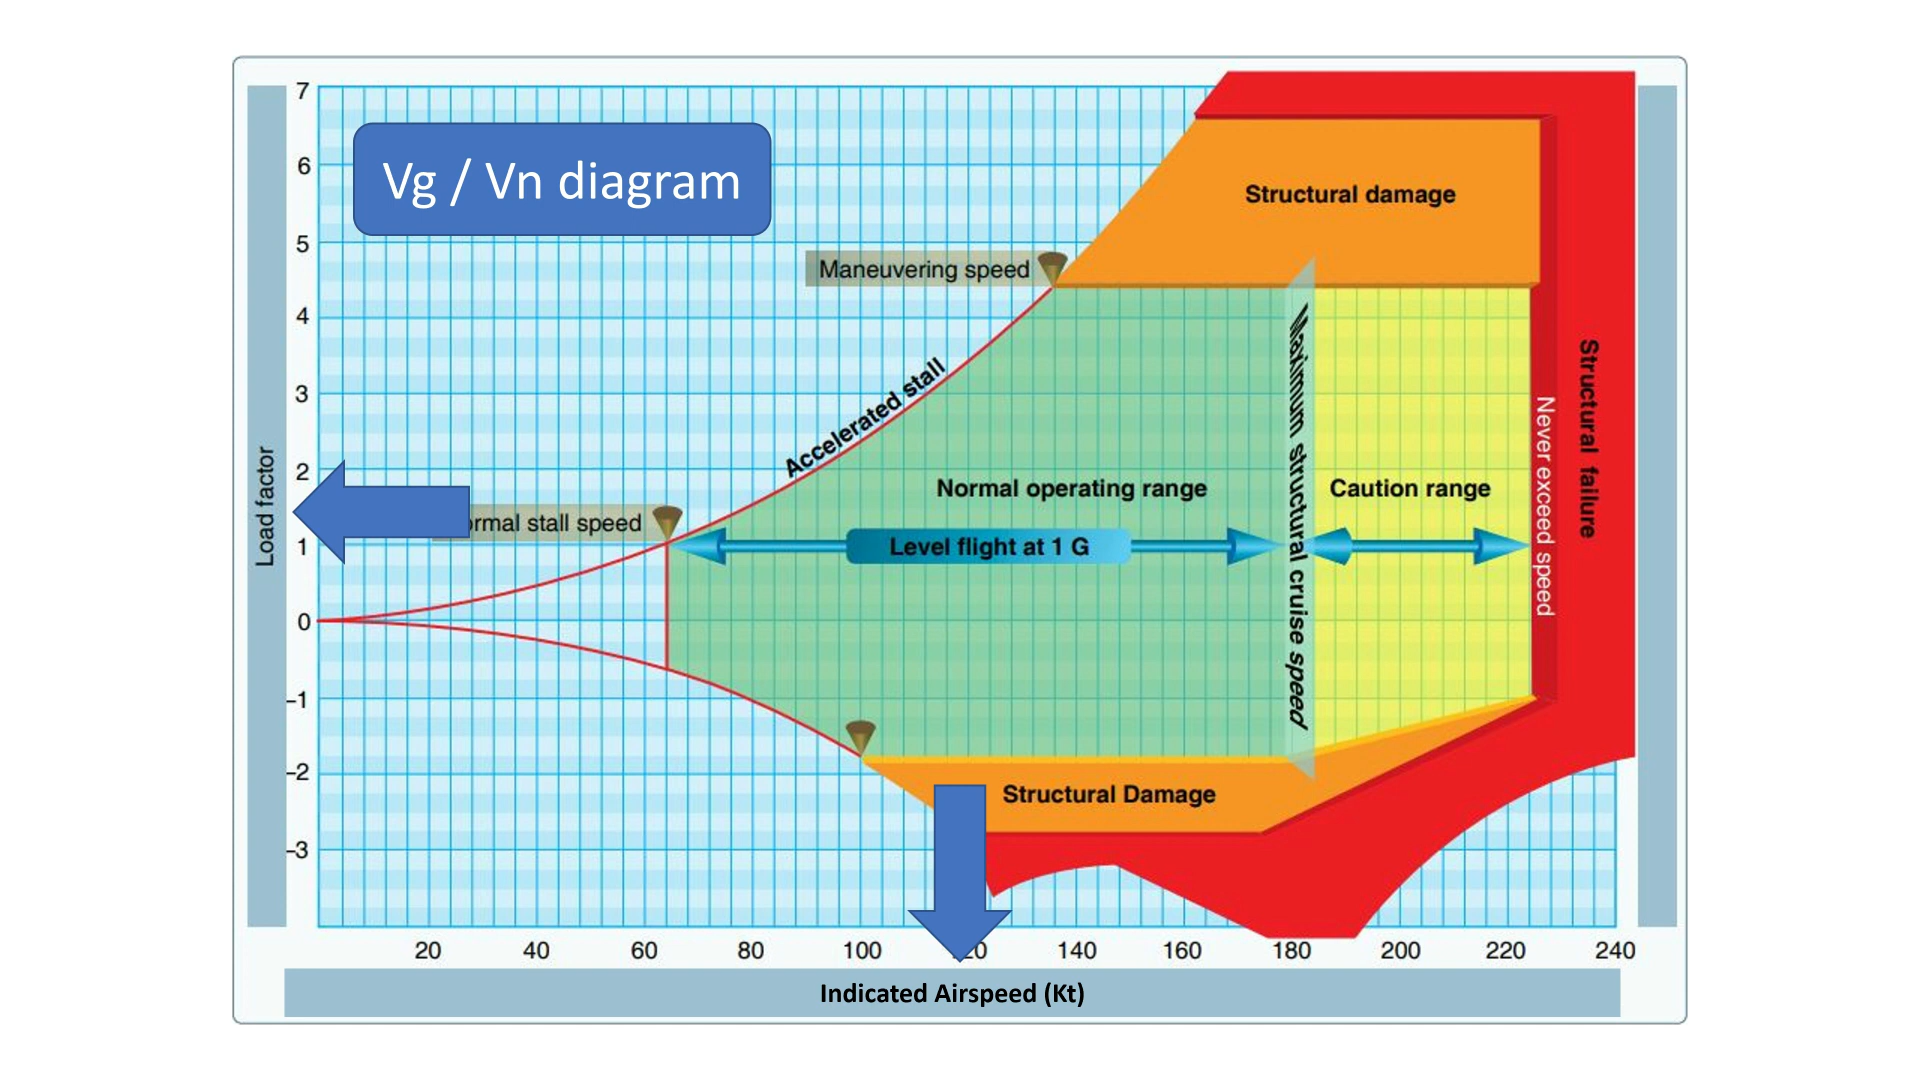 Vg / Vn diagram
7
6
5
4
3
2
1
0
–1
–2
–3
Load factor
Structural damage
Maneuvering speed
Accelerated stall
Normal operating range
Caution range
ormal stall speed
Level flight at 1 G
Maximum structural cruise speed
Never exceed speed
Structural failure
Structural Damage
20 40 60 80 100 20 140 160 180 200 220 240
Indicated Airspeed (Kt)